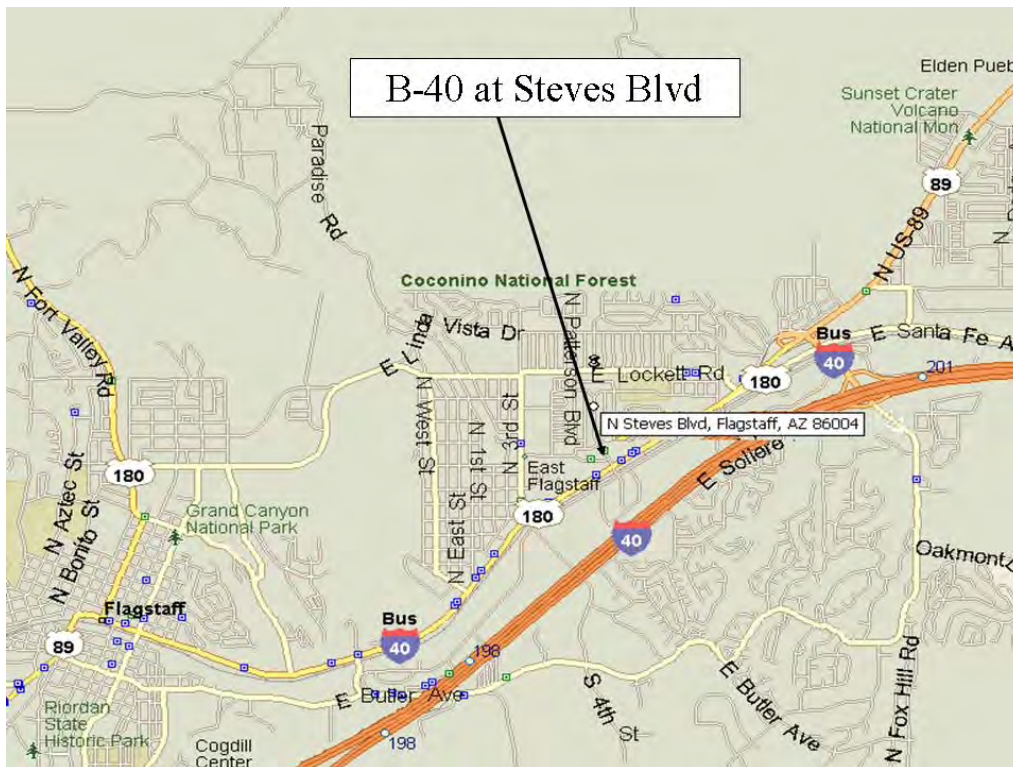 B-40 at Steves Blvd
Elden Pueb
Sunset Crater
Volcano
National Mon
89
N US-89
Paradise Rd
N Fort Valley Rd
Coconino National Forest
E Linda
Vista Dr
N Patterson Blvd
Lockett Rd
Bus
40
E Santa Fe A
201
180
N West St
N 1st St
N 3rd St
N Steves Blvd, Flagstaff, AZ 86004
East
Flagstaff
E Soliere
180
N Aztec St
N Bonito St
180
Grand Canyon
National Park
N East St
40
Oakmont
Flagstaff
89
Bus
40
198
E Butler Ave
S 4th
St
E Butler Ave
N Fox Hill Rd
Riordan
State
Historic Park
Cogdill
Center
198